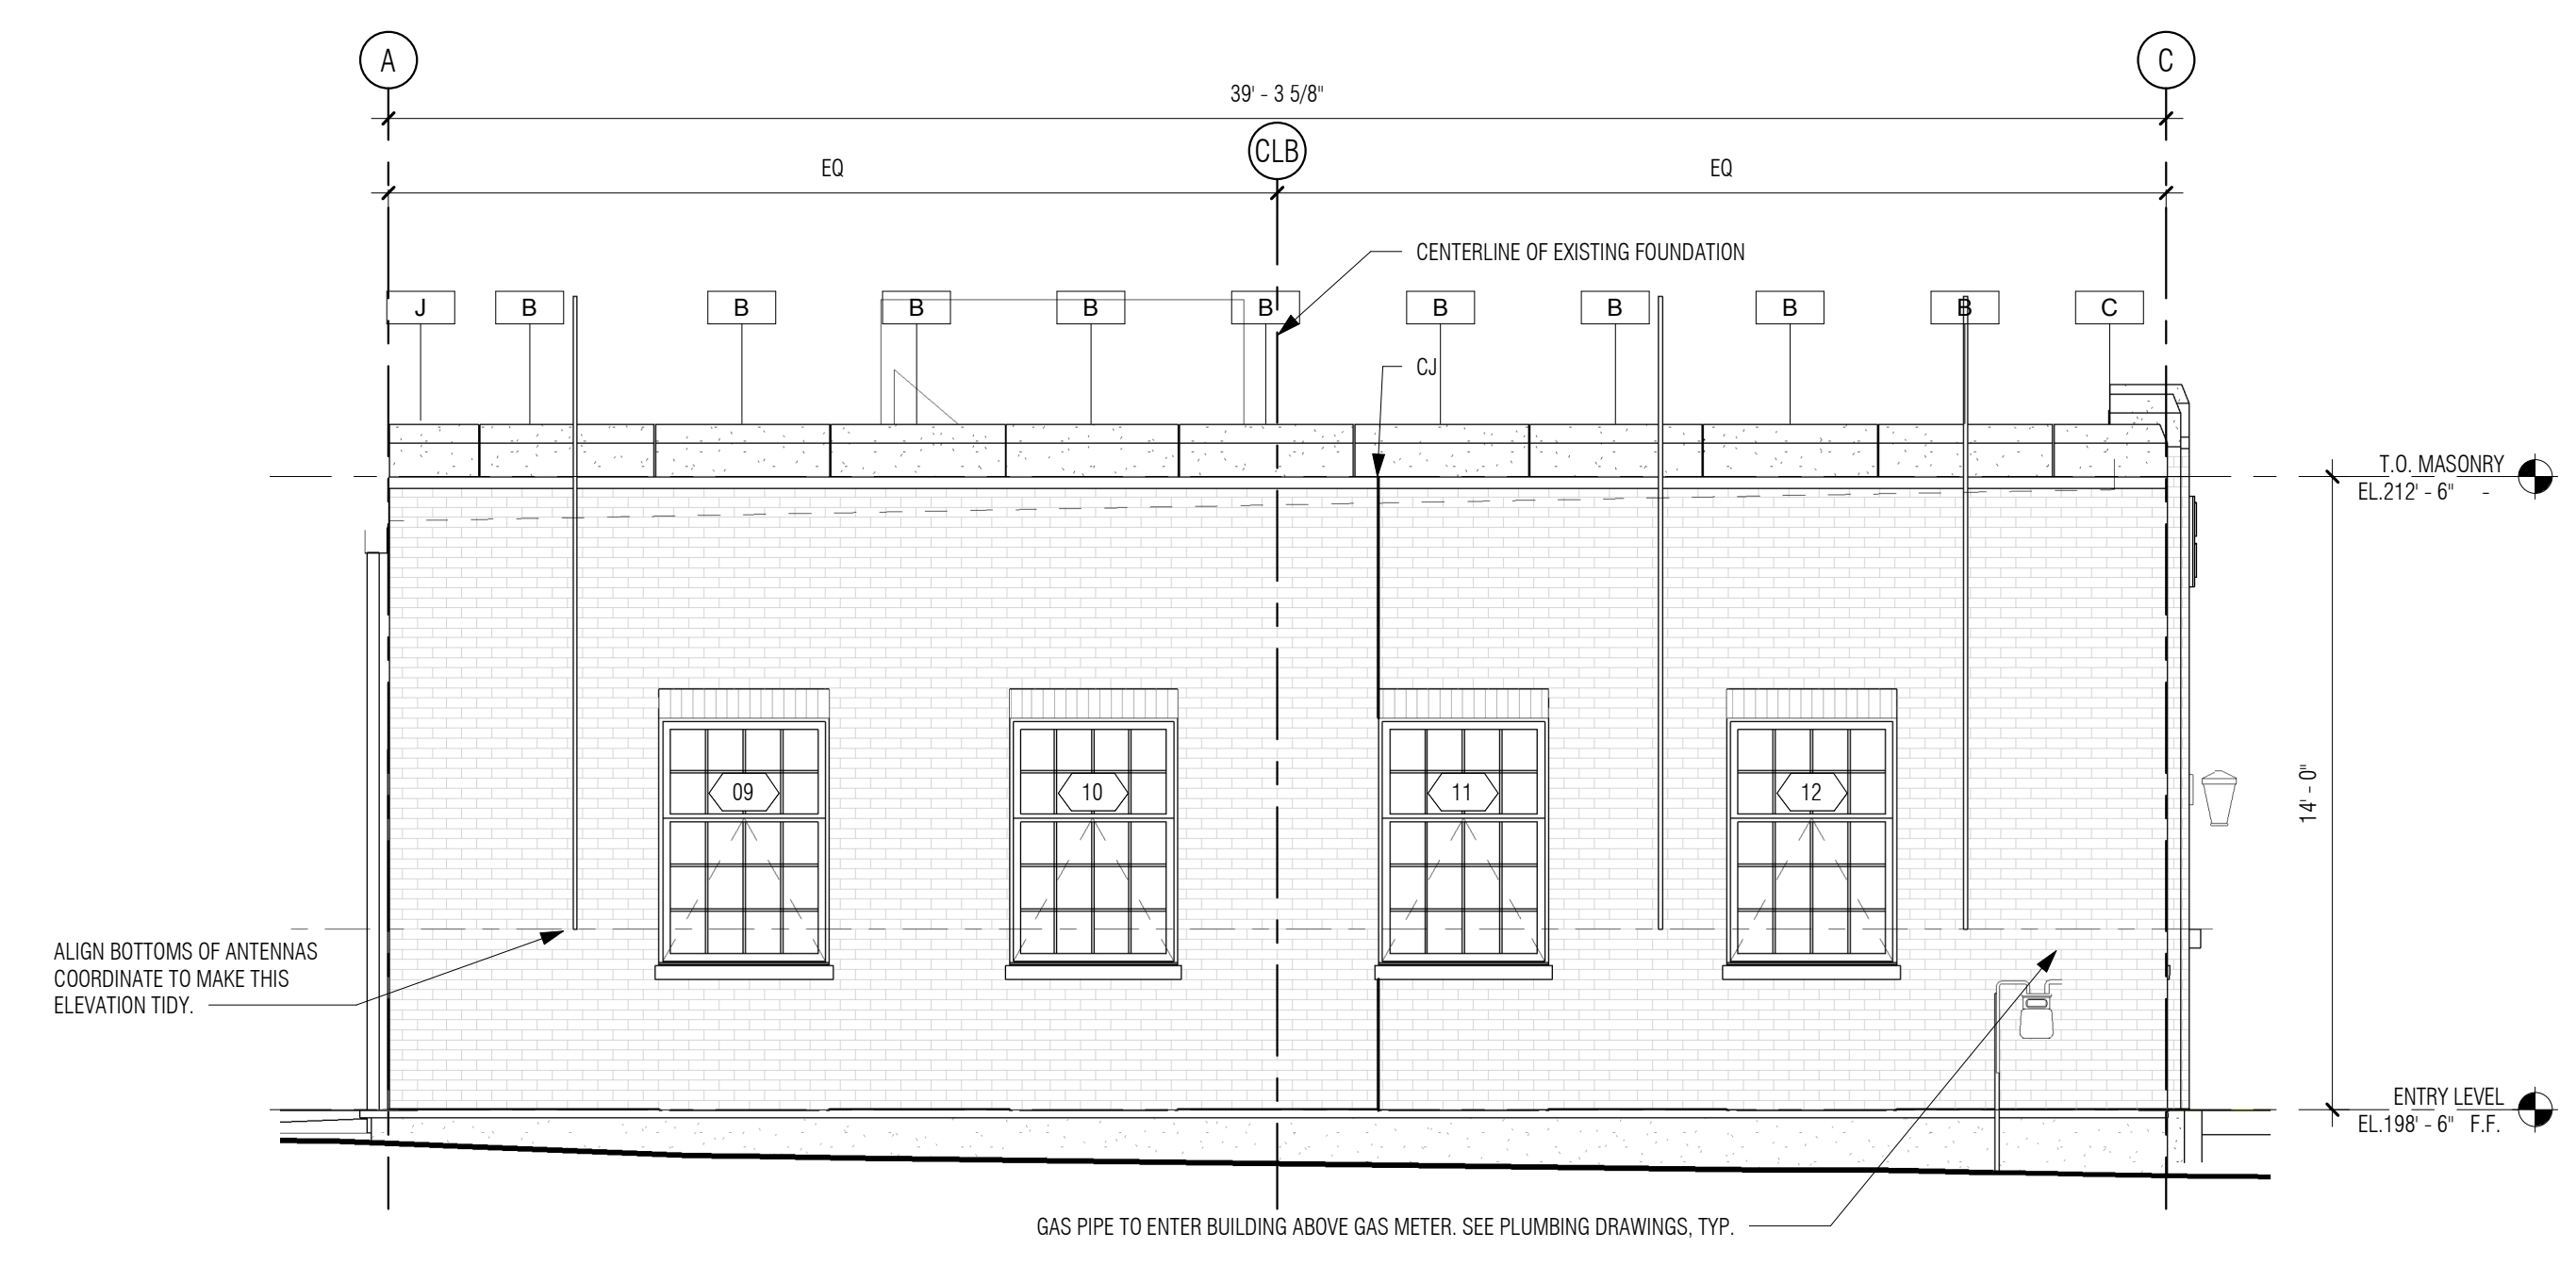 A
C
39' - 3 5/8"
CLB
EQ
EQ
CENTERLINE OF EXISTING FOUNDATION
J
B
B
B
B
B
B
B
B
B
C
CJ
T.O. MASONRY
EL.212' - 6" -
09
10
11
12
14' - 0"
ALIGN BOTTOMS OF ANTENNAS
COORDINATE TO MAKE THIS
ELEVATION TIDY.
ENTRY LEVEL
EL.198' - 6" F.F.
GAS PIPE TO ENTER BUILDING ABOVE GAS METER. SEE PLUMBING DRAWINGS, TYP.